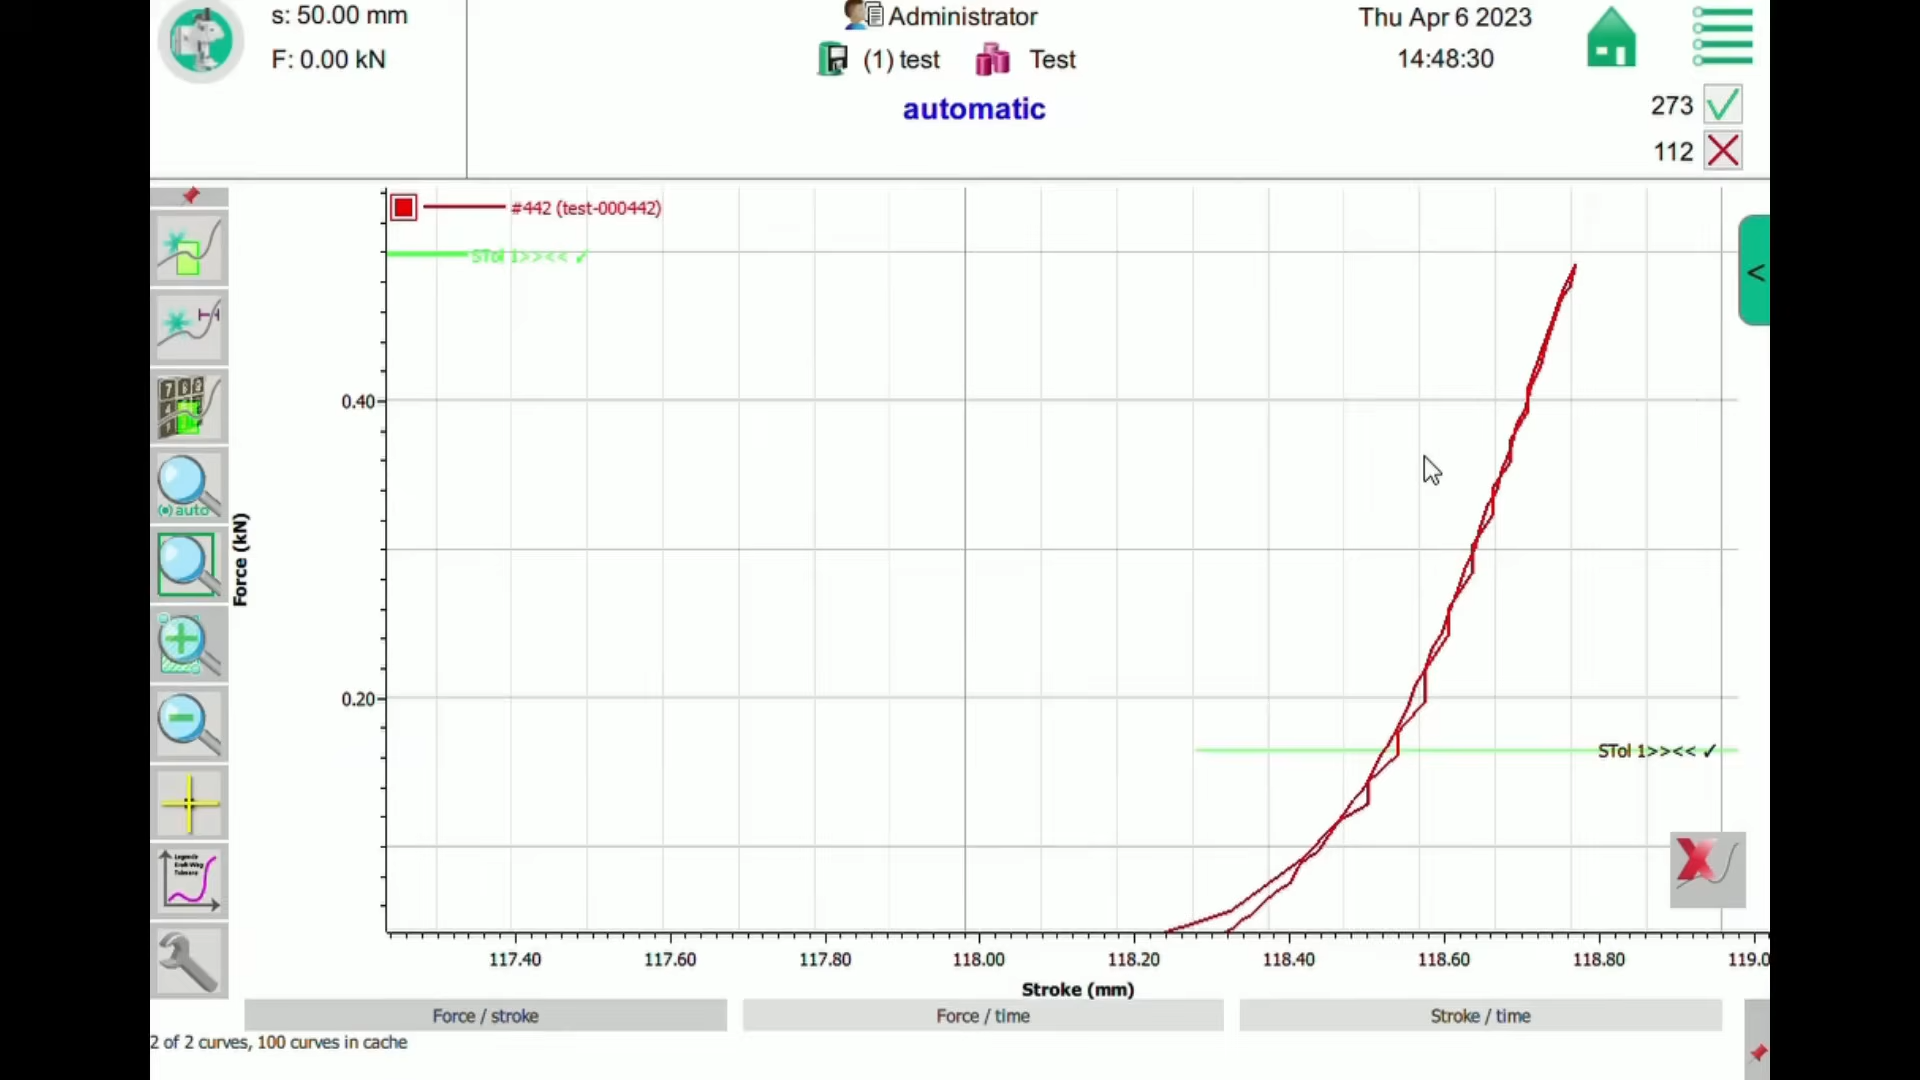 s: 50.00 mm
F: 0.00 kN
Administrator
(1) test
Test
automatic
Thu Apr 6 2023
14:48:30
273
112
#442 (test-000442)
STol 1>><< ✓
<
(•) auto
Force (kN)
0.40
0.20
STol 1>><< ✓
117.40
117.60
117.80
118.00
118.20
118.40
118.60
118.80
119.0
Stroke (mm)
Force / stroke
Force / time
Stroke / time
2 of 2 curves, 100 curves in cache